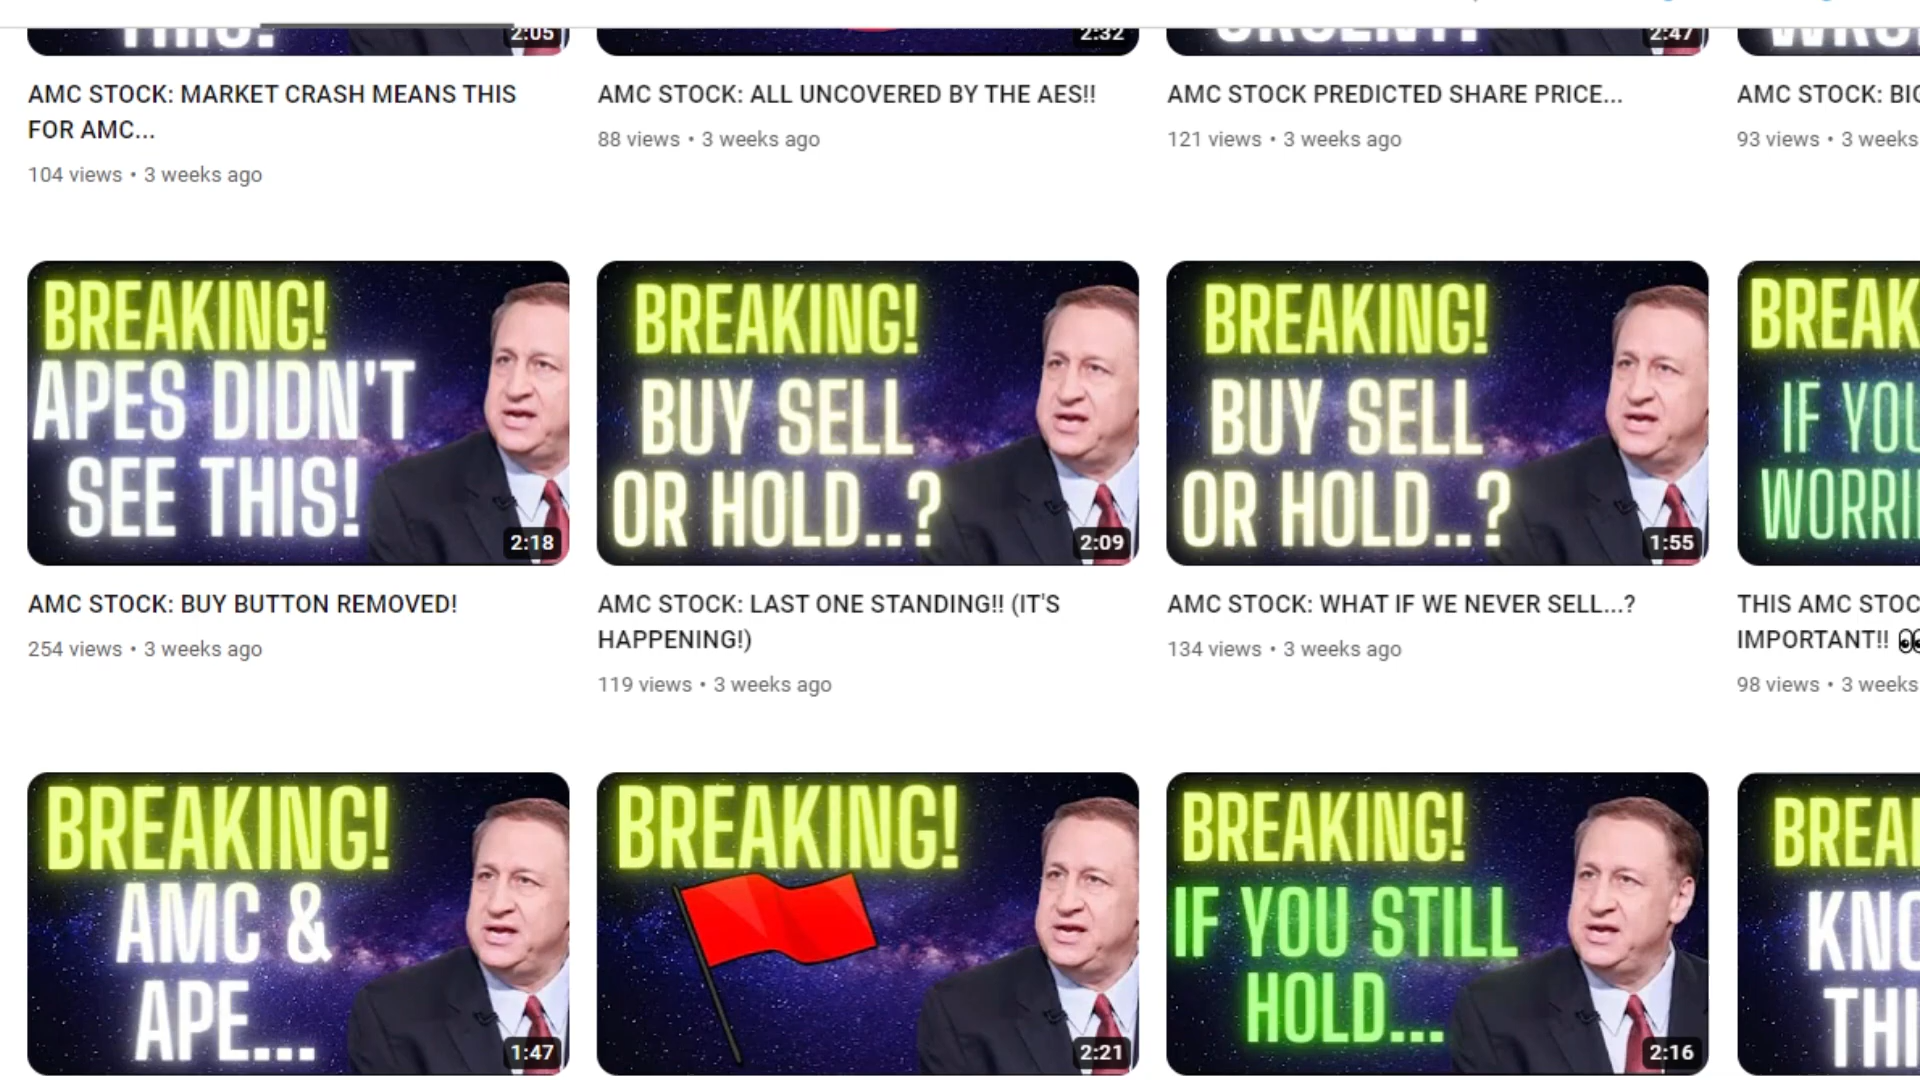 2:05
2:32
2:47
AMC STOCK: MARKET CRASH MEANS THIS
FOR AMC...
104 views • 3 weeks ago
AMC STOCK: ALL UNCOVERED BY THE AES!!
88 views • 3 weeks ago
AMC STOCK PREDICTED SHARE PRICE...
121 views • 3 weeks ago
AMC STOCK:
93 views • 3 weeks
BREAKING!
APES DIDN'T
SEE THIS!
2:18
AMC STOCK: BUY BUTTON REMOVED!
254 views • 3 weeks ago
BREAKING!
BUY SELL
OR HOLD..?
2:09
AMC STOCK: LAST ONE STANDING!! (IT'S
HAPPENING!)
119 views • 3 weeks ago
BREAKING!
BUY SELL
OR HOLD..?
1:55
AMC STOCK: WHAT IF WE NEVER SELL...?
134 views • 3 weeks ago
IF YOU
THIS AMC STOC
IMPORTANT!! 👀
98 views • 3 weeks
BREAKING!
AMC &
APE...
1:47
BREAKING!
2:21
BREAKING!
IF YOU STILL
HOLD...
2:16